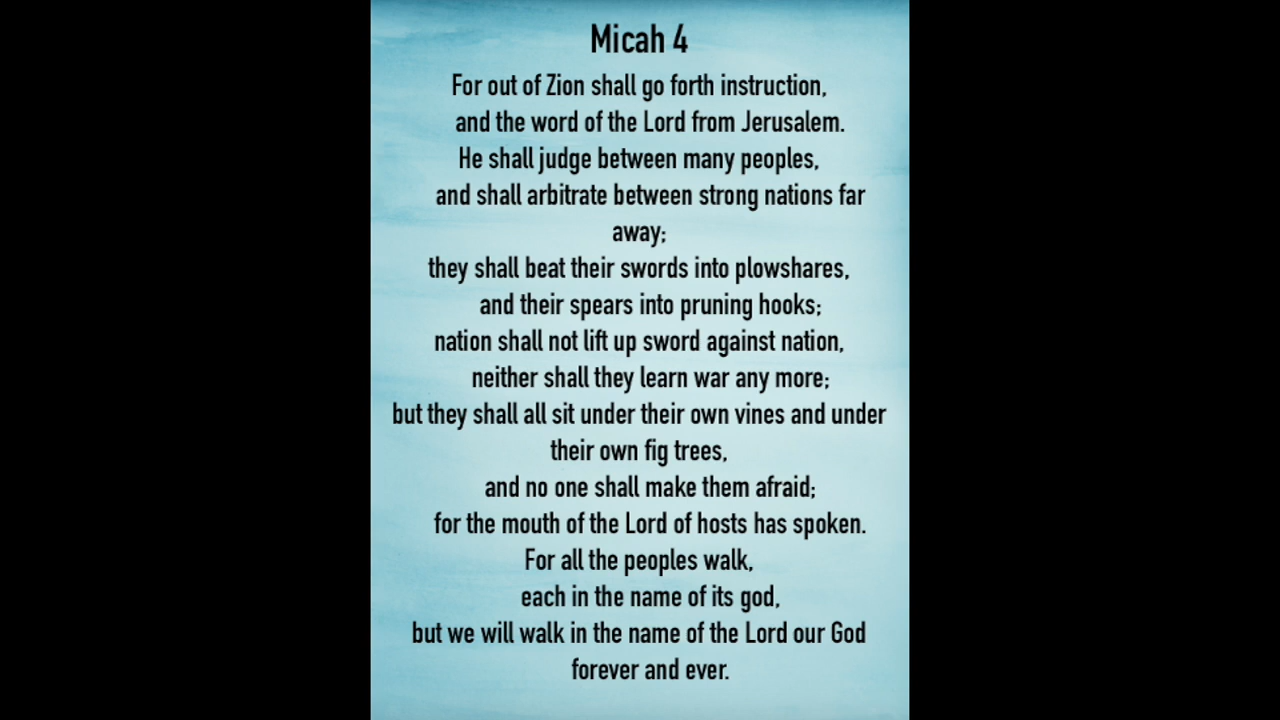 Micah 4
For out of Zion shall go forth instruction,
and the word of the Lord from Jerusalem.
He shall judge between many peoples,
and shall arbitrate between strong nations far
away;
they shall beat their swords into plowshares,
and their spears into pruning hooks;
nation shall not lift up sword against nation,
neither shall they learn war any more;
but they shall all sit under their own vines and under
their own fig trees,
and no one shall make them afraid;
for the mouth of the Lord of hosts has spoken.
For all the peoples walk,
each in the name of its god,
but we will walk in the name of the Lord our God
forever and ever.